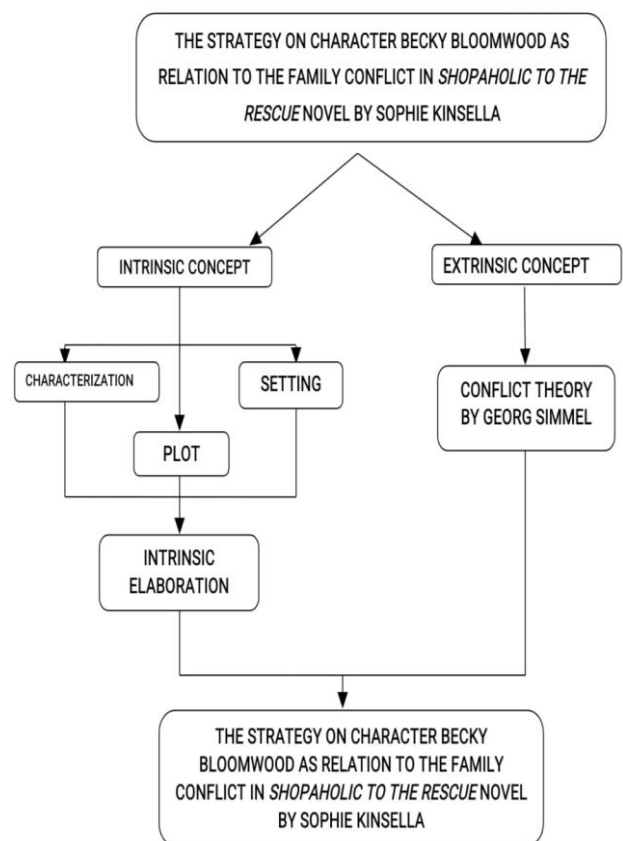 THE STRATEGY ON CHARACTER BECKY BLOOMWOOD AS
RELATION TO THE FAMILY CONFLICT IN SHOPAHOLIC TO THE
RESCUE NOVEL BY SOPHIE KINSELLA
INTRINSIC CONCEPT
EXTRINSIC CONCEPT
CHARACTERIZATION
SETTING
CONFLICT THEORY
BY GEORG SIMMEL
PLOT
INTRINSIC
ELABORATION
THE STRATEGY ON CHARACTER BECKY
BLOOMWOOD AS RELATION TO THE FAMILY
CONFLICT IN SHOPAHOLIC TO THE RESCUE NOVEL
BY SOPHIE KINSELLA